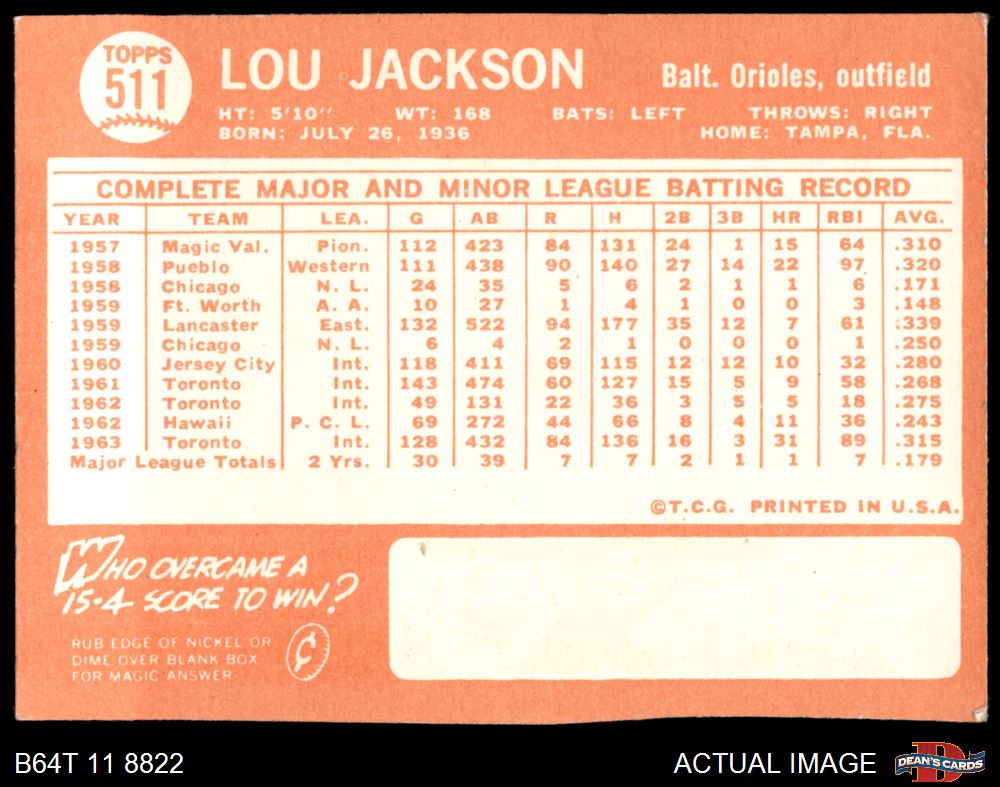 TOPPS
511
LOU JACKSON
Balt. Orioles, outfield
HT: 5'10" WT: 168 BATS: LEFT THROWS: RIGHT
BORN: JULY 26, 1936 HOME: TAMPA, FLA.
COMPLETE MAJOR AND MINOR LEAGUE BATTING RECORD
YEAR TEAM LEA. G AB R H 2B 3B HR RBI AVG.
1957 Magic Val. Pion. 112 423 84 131 24 1 15 64 .310
1958 Pueblo Western 111 438 90 140 27 14 22 97 .320
1958 Chicago N. L. 24 35 5 6 2 1 1 6 .171
1959 Ft. Worth A. A. 10 27 1 4 1 0 0 3 .148
1959 Lancaster East. 132 522 94 177 35 12 7 61 .339
1959 Chicago N. L. 6 4 2 1 0 0 0 1 .250
1960 Jersey City Int. 118 411 69 115 12 12 10 32 .280
1961 Toronto Int. 143 474 60 127 15 5 9 58 .268
1962 Toronto Int. 49 131 22 36 3 5 5 18 .275
1962 Hawaii P. C. L. 69 272 44 66 8 4 11 36 .243
1963 Toronto Int. 128 432 84 136 16 3 31 89 .315
Major League Totals 2 Yrs. 30 39 7 7 2 1 1 7 .179
©T.C.G. PRINTED IN U.S.A.
WHO OVERCAME A
15-4 SCORE TO WIN?
RUB EDGE OF NICKEL OR
DIME OVER BLANK BOX
FOR MAGIC ANSWER
¢
B64T 11 8822
ACTUAL IMAGE
D
DEAN'S CARDS